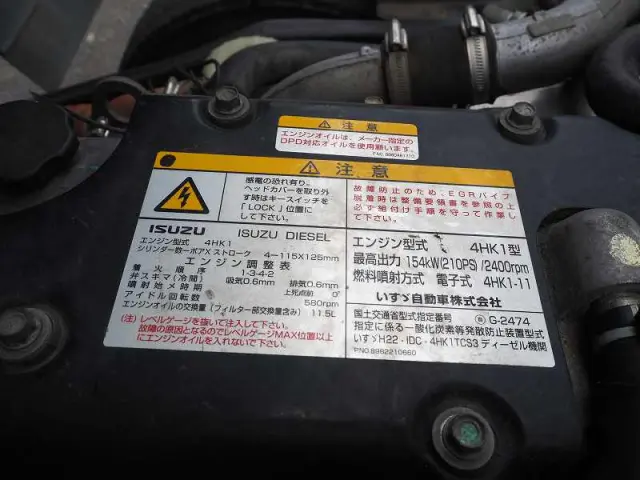 ⚠ 注意
エンジンオイルは、メーカー指定の
DPD対応オイルを使用願います。
⚠ 注意
感電の恐れ有り。
ヘッドカバーを取り外
す時はキースイッチを
「LOCK」位置に
して下さい。
故障防止のため、EGRパイプ
脱着時は整備要領書を参照の上
必ず締付け手順を守って作業し
て下さい。
ISUZU ISUZU DIESEL
エンジン型式 4HK1
シリンダー数-ボアXストローク 4-115X125mm
エンジン調整表
着火順序 1-3-4-2
弁スキマ(冷間) 吸気0.6mm 排気0.6mm
噴射始メ時期 上死点前 0°
アイドル回転数 580rpm
エンジンオイルの交換量(フィルター部交換量含み) 11.5L
(注)レベルゲージを抜いて注入して下さい。
故障の原因となるのでレベルゲージMAX位置以上
にエンジンオイルを入れないで下さい。
エンジン型式 4HK1型
最高出力 154kW(210PS)/2400rpm
燃料噴射方式 電子式 4HK1-11
いすゞ自動車株式会社
国土交通省型式指定番号 G-2474
指定に係る一酸化炭素等発散防止装置型式
いすゞH22・IDC・4HK1TCS3 ディーゼル機関
PNO.8982210660